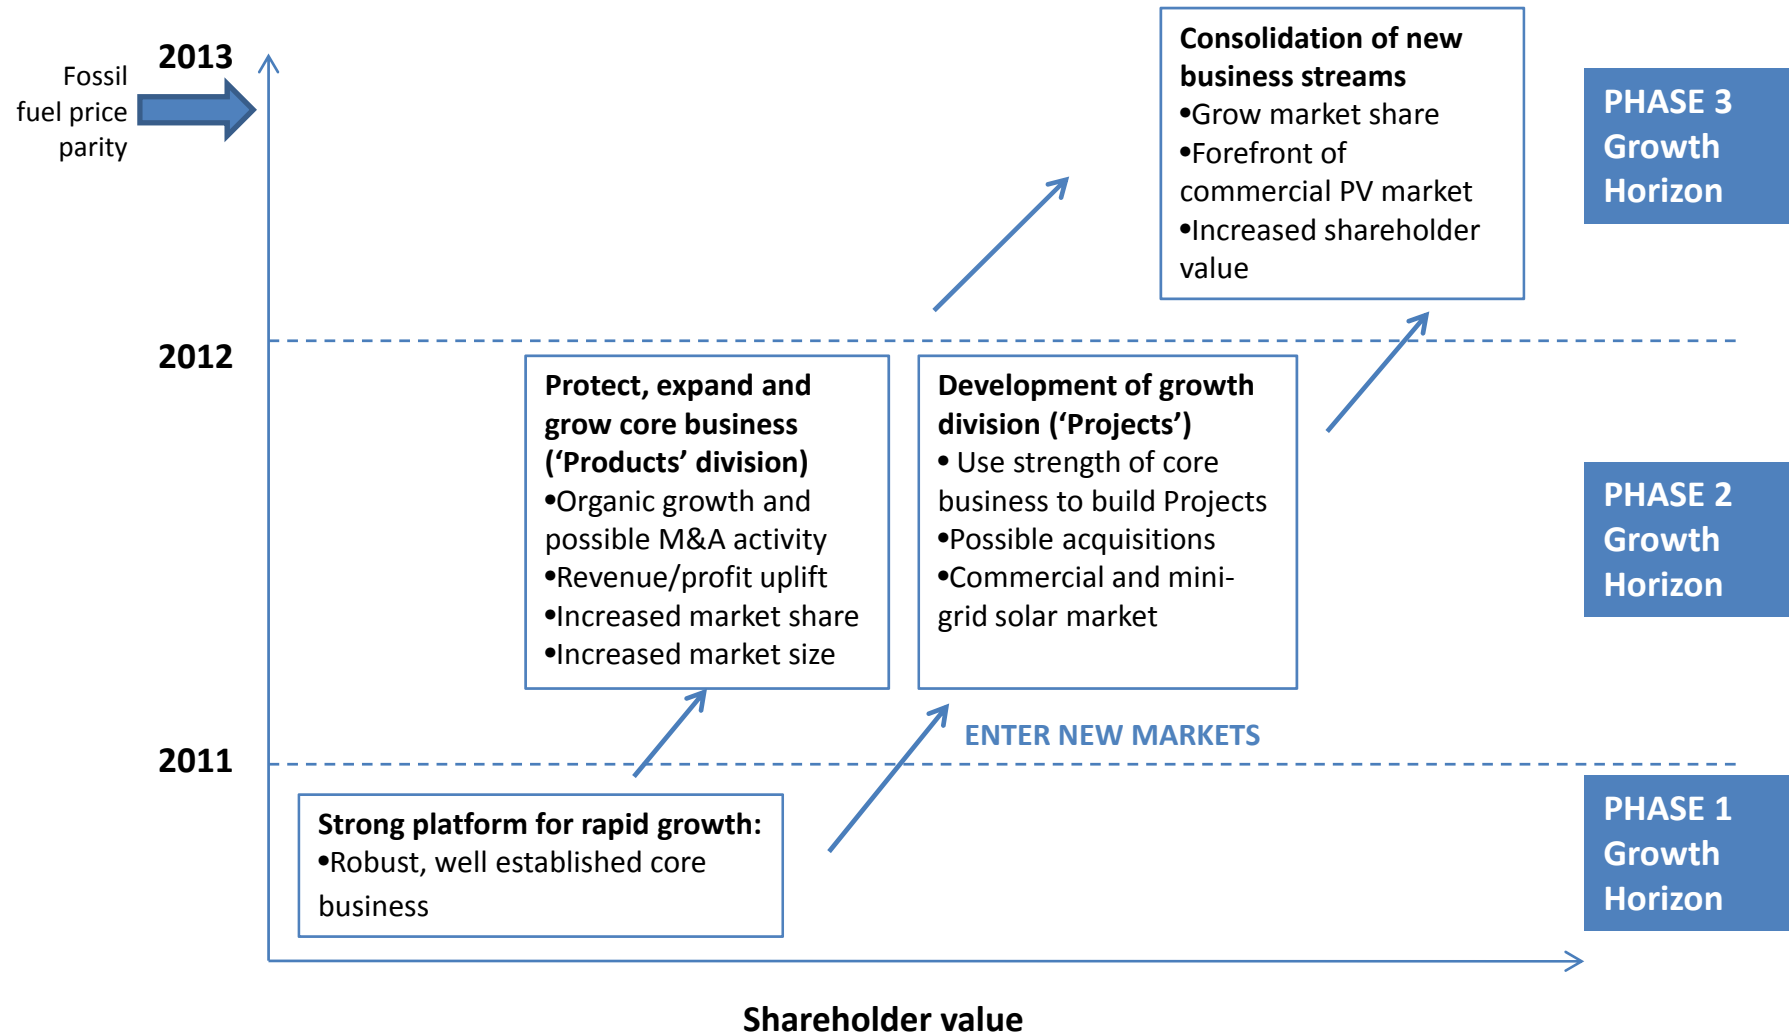 2013
Fossil
fuel price
parity
Consolidation of new
business streams
•Grow market share
•Forefront of
commercial PV market
•Increased shareholder
value
PHASE 3
Growth
Horizon
2012
Protect, expand and
grow core business
(‘Products’ division)
•Organic growth and
possible M&A activity
•Revenue/profit uplift
•Increased market share
•Increased market size
Development of growth
division (‘Projects’)
• Use strength of core
business to build Projects
•Possible acquisitions
•Commercial and mini-
grid solar market
PHASE 2
Growth
Horizon
ENTER NEW MARKETS
2011
Strong platform for rapid growth:
•Robust, well established core
business
PHASE 1
Growth
Horizon
Shareholder value